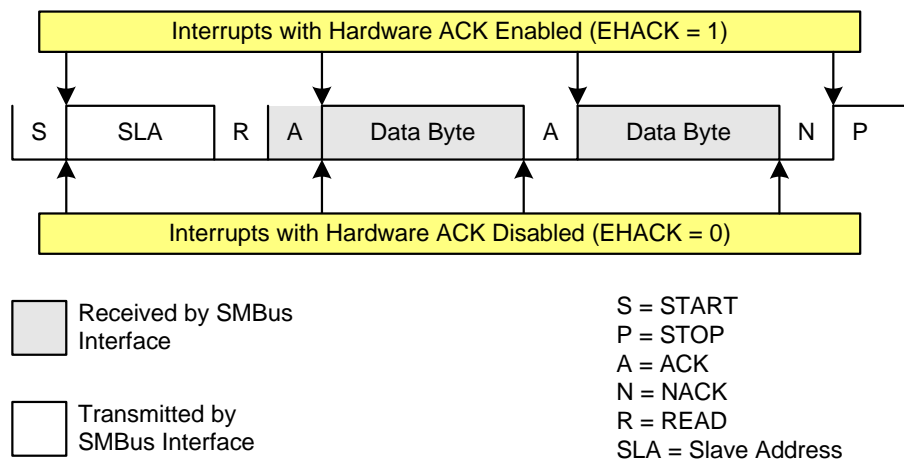 Interrupts with Hardware ACK Enabled (EHACK = 1)
S SLA R A Data Byte A Data Byte N P
Interrupts with Hardware ACK Disabled (EHACK = 0)
Received by SMBus
Interface
Transmitted by
SMBus Interface
S = START
P = STOP
A = ACK
N = NACK
R = READ
SLA = Slave Address